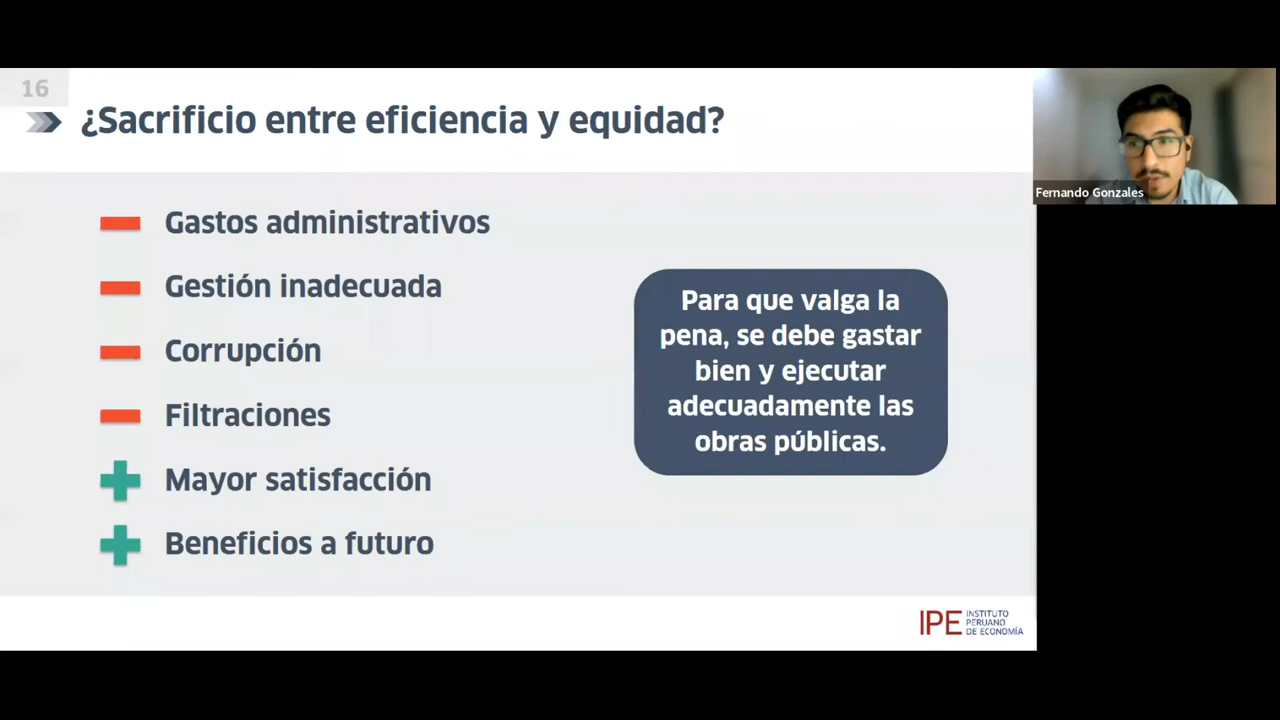 16
¿Sacrificio entre eficiencia y equidad?
Gastos administrativos
Gestión inadecuada
Corrupción
Filtraciones
Mayor satisfacción
Beneficios a futuro
Para que valga la
pena, se debe gastar
bien y ejecutar
adecuadamente las
obras públicas.
IPE INSTITUTO
PERUANO
DE ECONOMÍA
Fernando Gonzales